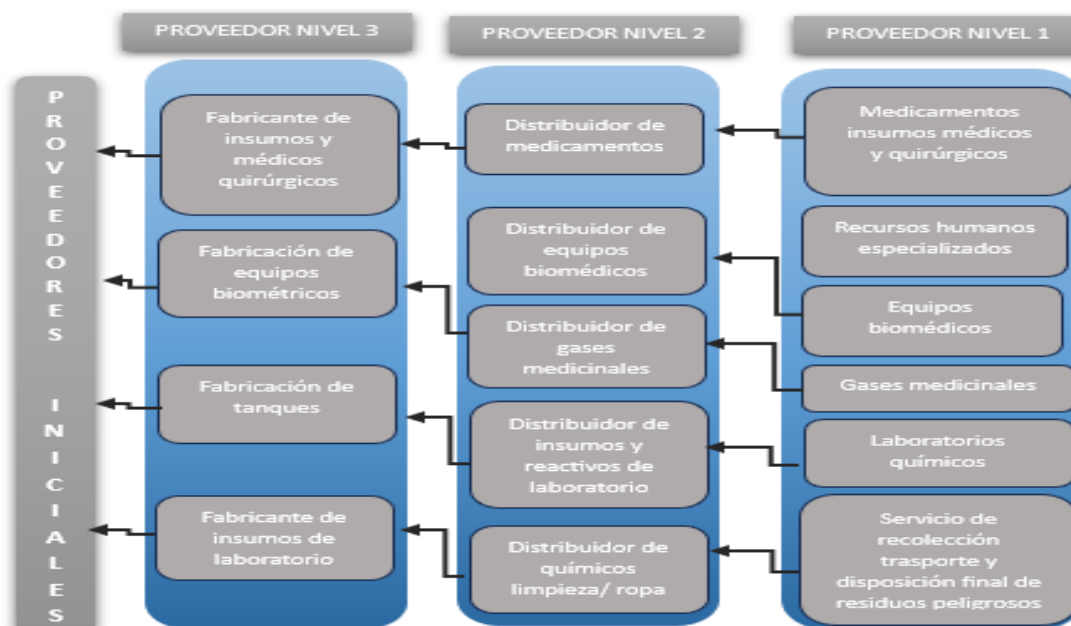 PROVEEDOR NIVEL 3
PROVEEDOR NIVEL 2
PROVEEDOR NIVEL 1
PROVEEDORES INICIALES
Fabricante de
insumos y
médicos
quirúrgicos
Fabricación de
equipos
biométricos
Fabricación de
tanques
Fabricante de
insumos de
laboratorio
Distribuidor de
medicamentos
Distribuidor de
equipos
biomédicos
Distribuidor de
gases
medicinales
Distribuidor de
insumos y
reactivos de
laboratorio
Distribuidor de
químicos
limpieza/ ropa
Medicamentos
insumos médicos
y quirúrgicos
Recursos humanos
especializados
Equipos
biomédicos
Gases medicinales
Laboratorios
químicos
Servicio de
recolección
trasporte y
disposición final de
residuos peligrosos